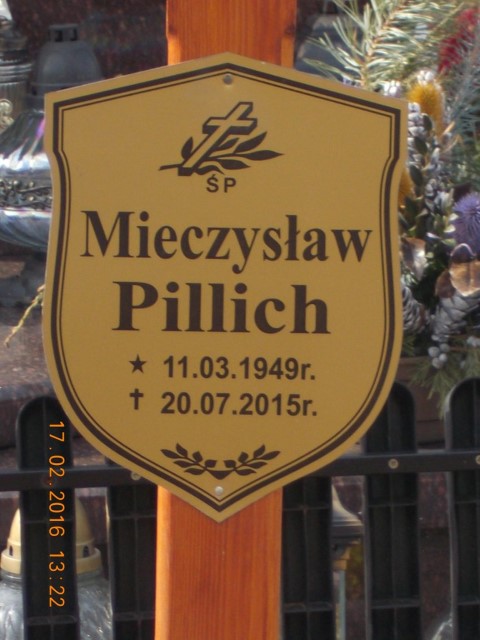 ŚP
Mieczysław
Pillich
★ 11.03.1949r.
✝ 20.07.2015r.
17.02.2016 13:22